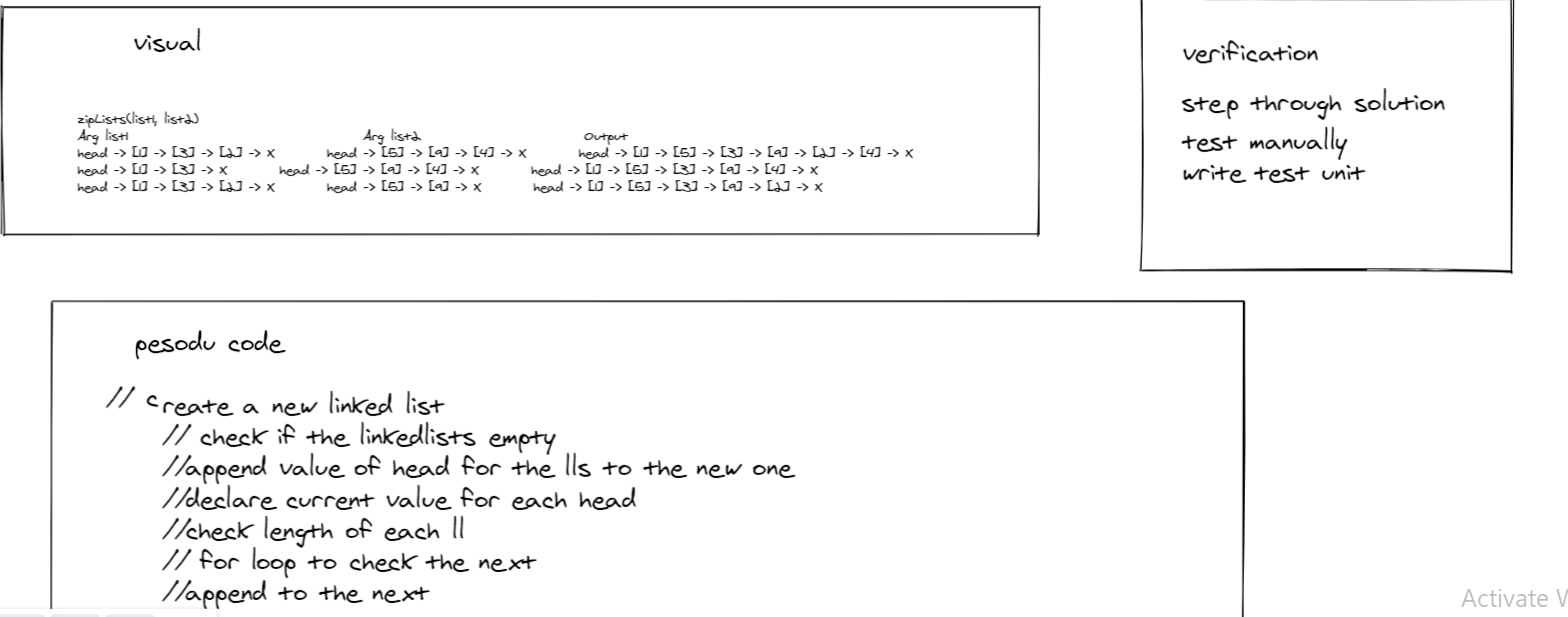 visual
zipLists(list1, list2)
Arg list1 Arg list2 Output
head -> [1] -> [3] -> [2] -> X head -> [5] -> [9] -> [4] -> X head -> [1] -> [5] -> [3] -> [9] -> [2] -> [4] -> X
head -> [1] -> [3] -> X head -> [5] -> [9] -> [4] -> X head -> [1] -> [5] -> [3] -> [9] -> [4] -> X
head -> [1] -> [3] -> [2] -> X head -> [5] -> [9] -> X head -> [1] -> [5] -> [3] -> [9] -> [2] -> X
verification
step through solution
test manually
write test unit
pesodu code
// create a new linked list
// check if the linkedlists empty
//append value of head for the lls to the new one
//declare current value for each head
//check length of each ll
// for loop to check the next
//append to the next
Activate W